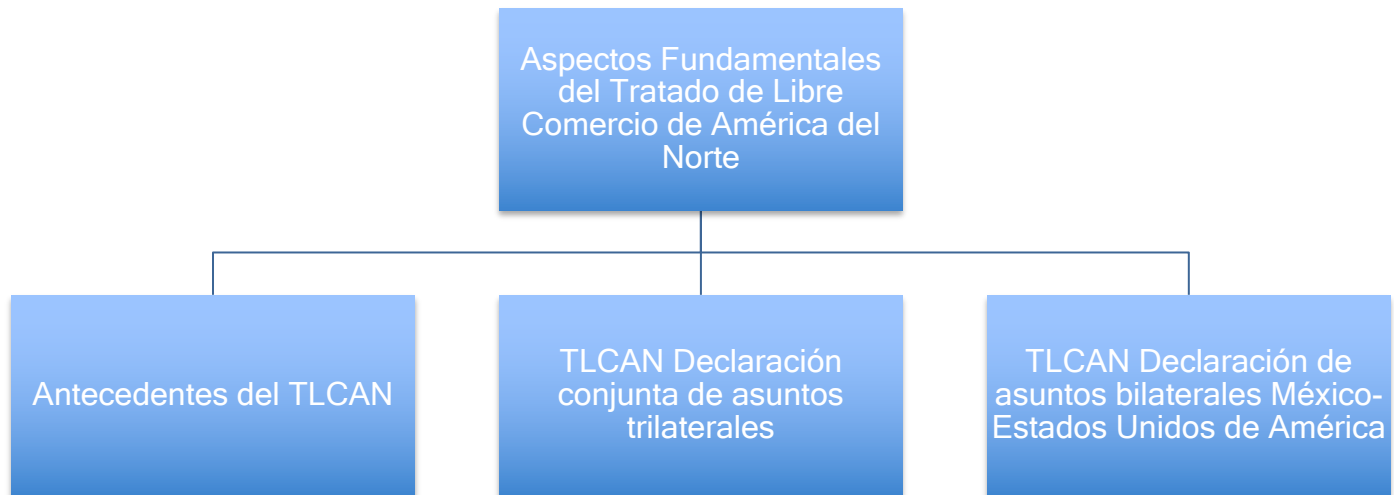 Aspectos Fundamentales
del Tratado de Libre
Comercio de América del
Norte
Antecedentes del TLCAN
TLCAN Declaración
conjunta de asuntos
trilaterales
TLCAN Declaración de
asuntos bilaterales México-
Estados Unidos de América